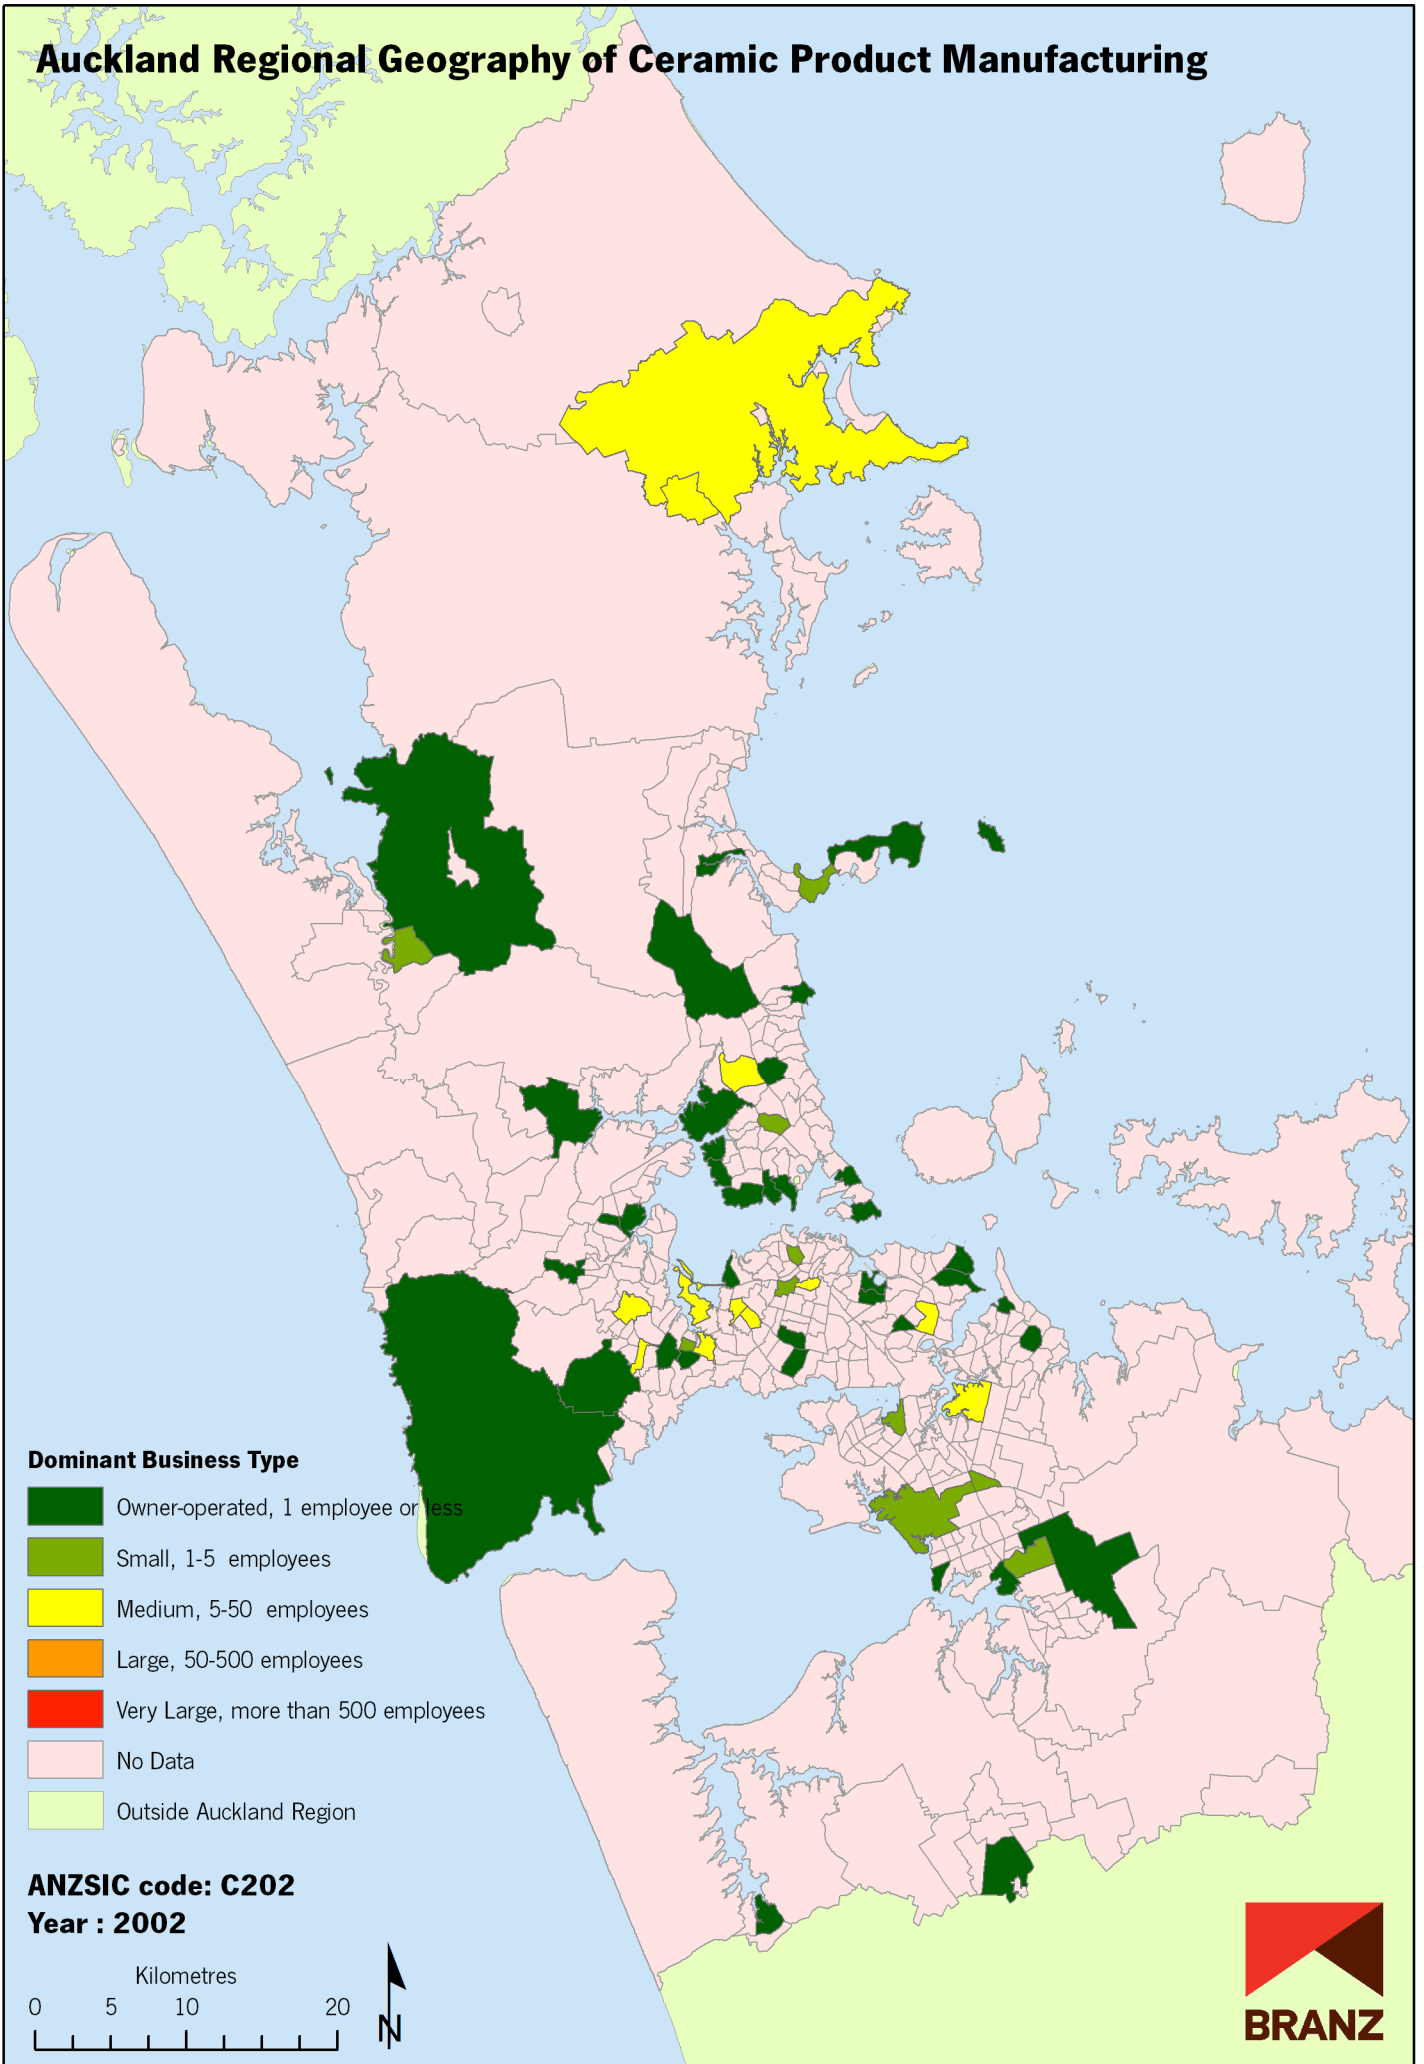 Auckland Regional Geography of Ceramic Product Manufacturing
Dominant Business Type
Owner-operated, 1 employee or less
Small, 1-5 employees
Medium, 5-50 employees
Large, 50-500 employees
Very Large, more than 500 employees
No Data
Outside Auckland Region
ANZSIC code: C202
Year : 2002
Kilometres
0 5 10 20
N
BRANZ